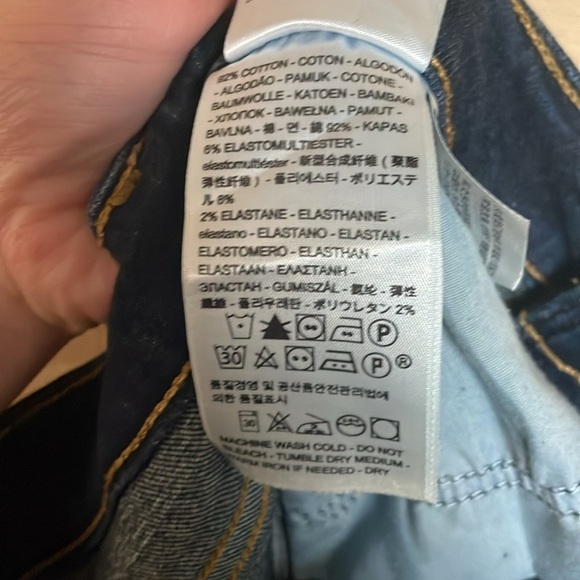 92% COTTON - COTON - ALGODÓN
- ALGODÃO - PAMUK - COTONE -
BAUMWOLLE - KATOEN - BAMBAKI
- ХЛОПОК - BAWEŁNA - PAMUT -
BAVLNA - 棉 - 면 - 綿 92% - KAPAS
6% ELASTOMULTIESTER -
elastomultiéster - 新型合成纤维 (聚酯
弹性纤维) - 폴리에스터 - ポリエステ
ル 6%
2% ELASTANE - ELASTHANNE -
elastano - ELASTANO - ELASTAN -
ELASTOMERO - ELASTHAN -
ELASTAAN - ΕΛΑΣΤΑΝΗ -
ЭЛАСТАН - GUMISZÁL - 氨纶 - 弹性
纖維 - 폴리우레탄 - ポリウレタン 2%
P
30 P ®
품질경영 및 공산품안전관리법에
의한 품질표시
30 2
MACHINE WASH COLD - DO NOT
BLEACH - TUMBLE DRY MEDIUM -
WARM IRON IF NEEDED - DRY